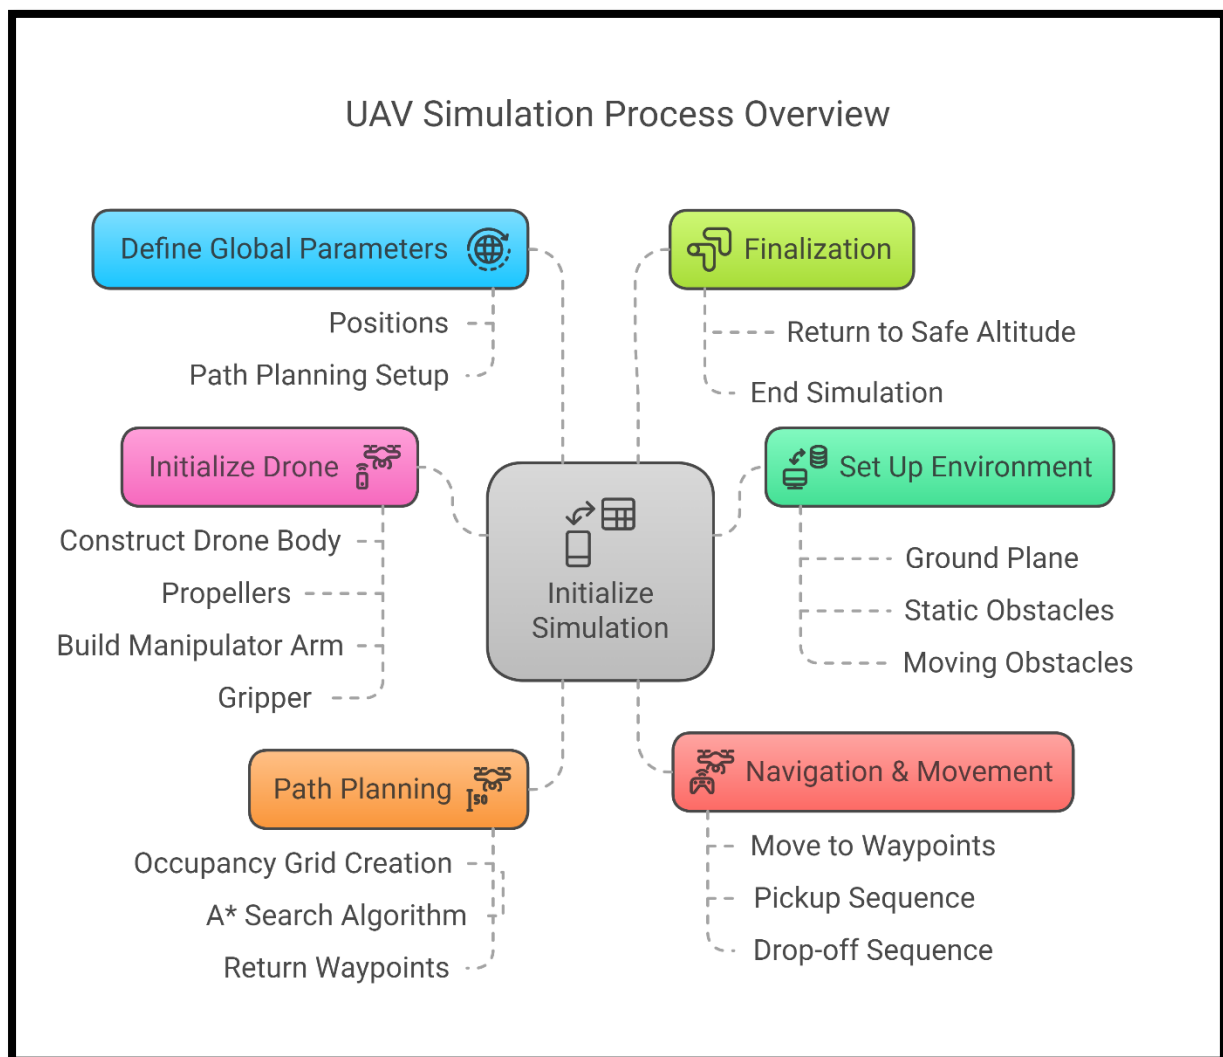 UAV Simulation Process Overview
Define Global Parameters
Positions
Path Planning Setup
Finalization
Return to Safe Altitude
End Simulation
Initialize Drone
Construct Drone Body
Propellers
Build Manipulator Arm
Gripper
Initialize
Simulation
Set Up Environment
Ground Plane
Static Obstacles
Moving Obstacles
Path Planning
50
Occupancy Grid Creation
A* Search Algorithm
Return Waypoints
Navigation & Movement
Move to Waypoints
Pickup Sequence
Drop-off Sequence